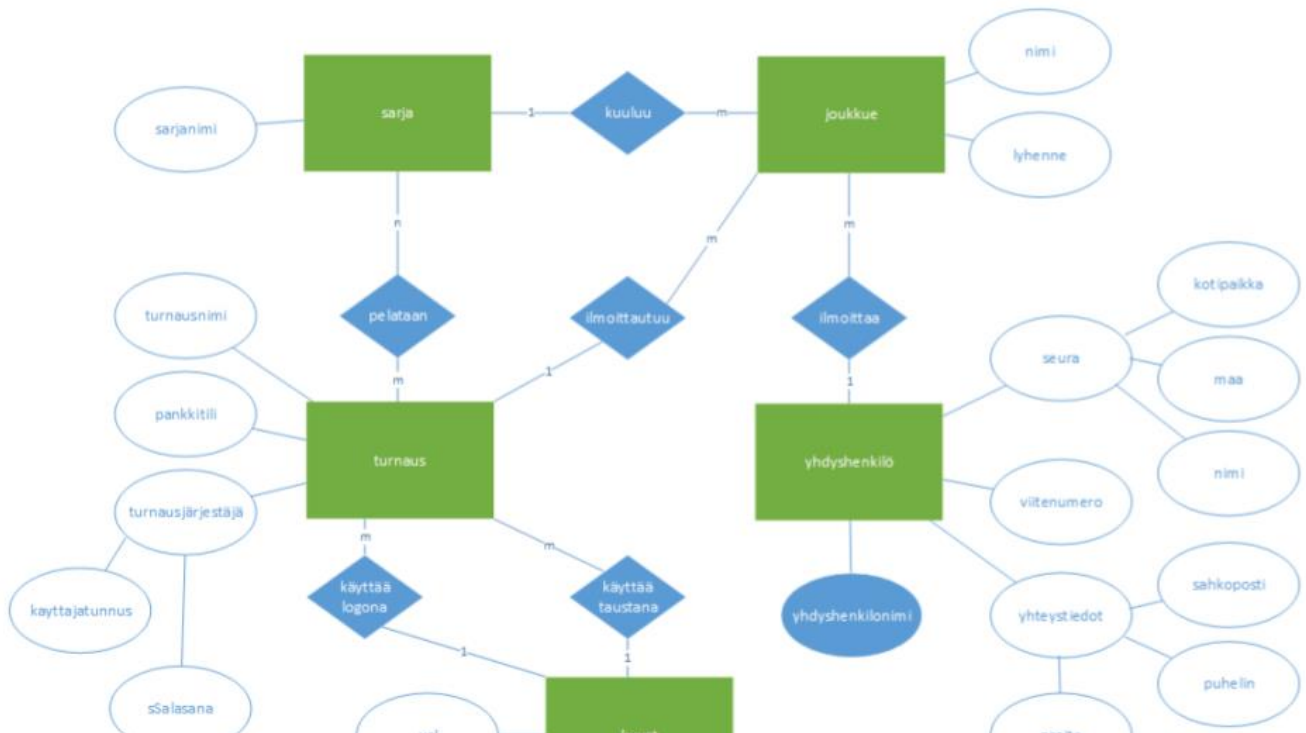 nimi
sarja
1
kuuluu
m
joukkue
sarjanimi
lyhenne
n
m
m
kotipaikka
turnausnimi
pelataan
ilmoittautuu
ilmoittaa
seura
m
1
1
maa
pankkitili
turnaus
yhdyshenkilö
nimi
viitenumero
turnausjärjestäjä
m
m
käyttää
logona
käyttää
taustana
sahkoposti
kayttajatunnus
yhdyshenkilonimi
yhteystiedot
1
1
puhelin
sSalasana